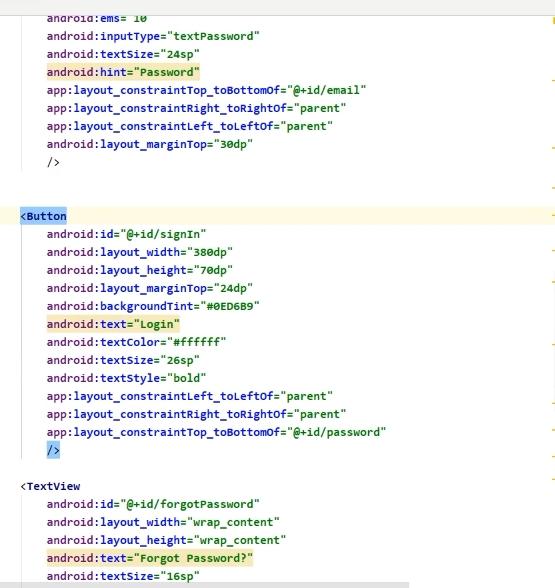 android:ems="10"
android:inputType="textPassword"
android:textSize="24sp"
android:hint="Password"
app:layout_constraintTop_toBottomOf="@+id/email"
app:layout_constraintRight_toRightOf="parent"
app:layout_constraintLeft_toLeftOf="parent"
android:layout_marginTop="30dp"
/>
<Button
android:id="@+id/signIn"
android:layout_width="380dp"
android:layout_height="70dp"
android:layout_marginTop="24dp"
android:backgroundTint="#0ED6B9"
android:text="Login"
android:textColor="#ffffff"
android:textSize="26sp"
android:textStyle="bold"
app:layout_constraintLeft_toLeftOf="parent"
app:layout_constraintRight_toRightOf="parent"
app:layout_constraintTop_toBottomOf="@+id/password"
/>
<TextView
android:id="@+id/forgotPassword"
android:layout_width="wrap_content"
android:layout_height="wrap_content"
android:text="Forgot Password?"
android:textSize="16sp"